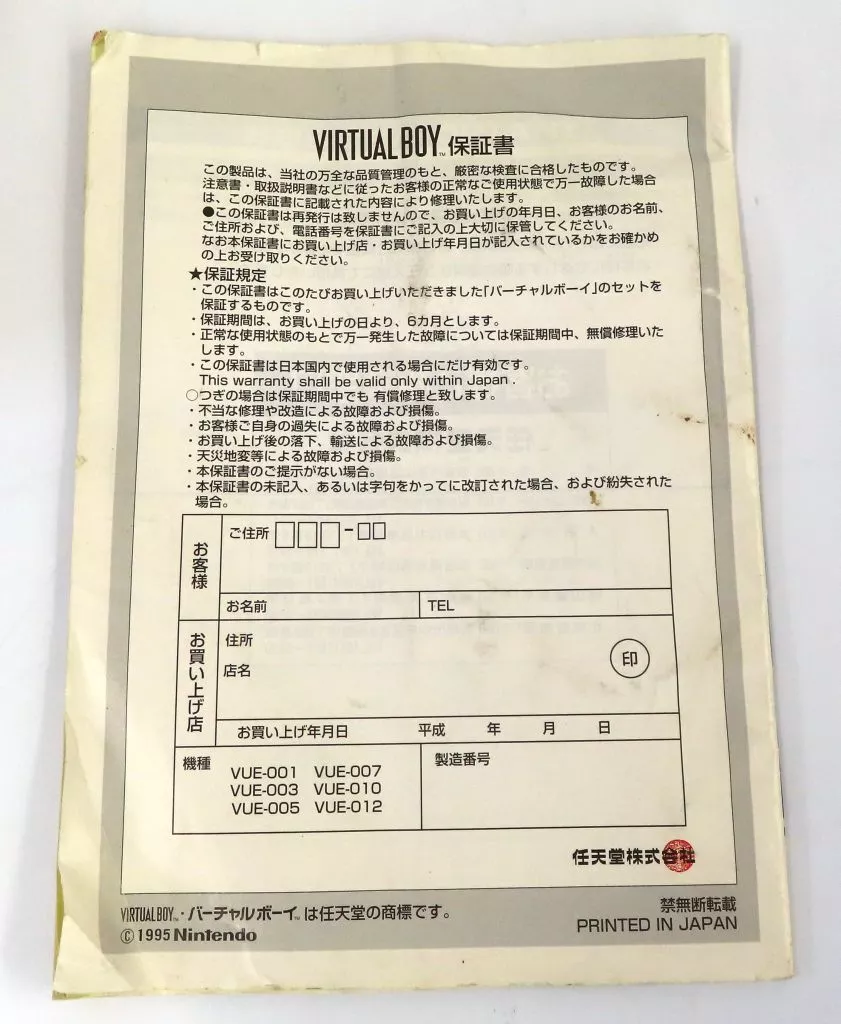 VIRTUAL BOY™ 保証書
この製品は、当社の万全な品質管理のもと、厳密な検査に合格したものです。
注意書・取扱説明書などに従ったお客様の正常なご使用状態で万一故障した場合
は、この保証書に記載された内容により修理いたします。
●この保証書は再発行は致しませんので、お買い上げの年月日、お客様のお名前、
ご住所および、電話番号を保証書にご記入の上大切に保管してください。
なお本保証書にお買い上げ店・お買い上げ年月日が記入されているかをお確かめ
の上お受け取りください。
★保証規定
・この保証書はこのたびお買い上げいただきました「バーチャルボーイ」のセットを
保証するものです。
・保証期間は、お買い上げの日より、6カ月とします。
・正常な使用状態のもとで万一発生した故障については保証期間中、無償修理いた
します。
・この保証書は日本国内で使用される場合にだけ有効です。
This warranty shall be valid only within Japan .
○つぎの場合は保証期間中でも 有償修理と致します。
・不当な修理や改造による故障および損傷。
・お客様ご自身の過失による故障および損傷。
・お買い上げ後の落下、輸送による故障および損傷。
・天災地変等による故障および損傷。
・本保証書のご提示がない場合。
・本保証書の未記入、あるいは字句をかってに改訂された場合、および紛失された
場合。
お客様
ご住所 □□□-□□
お名前
TEL
お買い上げ店
住所
店名
印
お買い上げ年月日 平成 年 月 日
機種
VUE-001 VUE-007
VUE-003 VUE-010
VUE-005 VUE-012
製造番号
任天堂株式会社
VIRTUAL BOY™・バーチャルボーイ™ は任天堂の商標です。
©1995 Nintendo
禁無断転載
PRINTED IN JAPAN